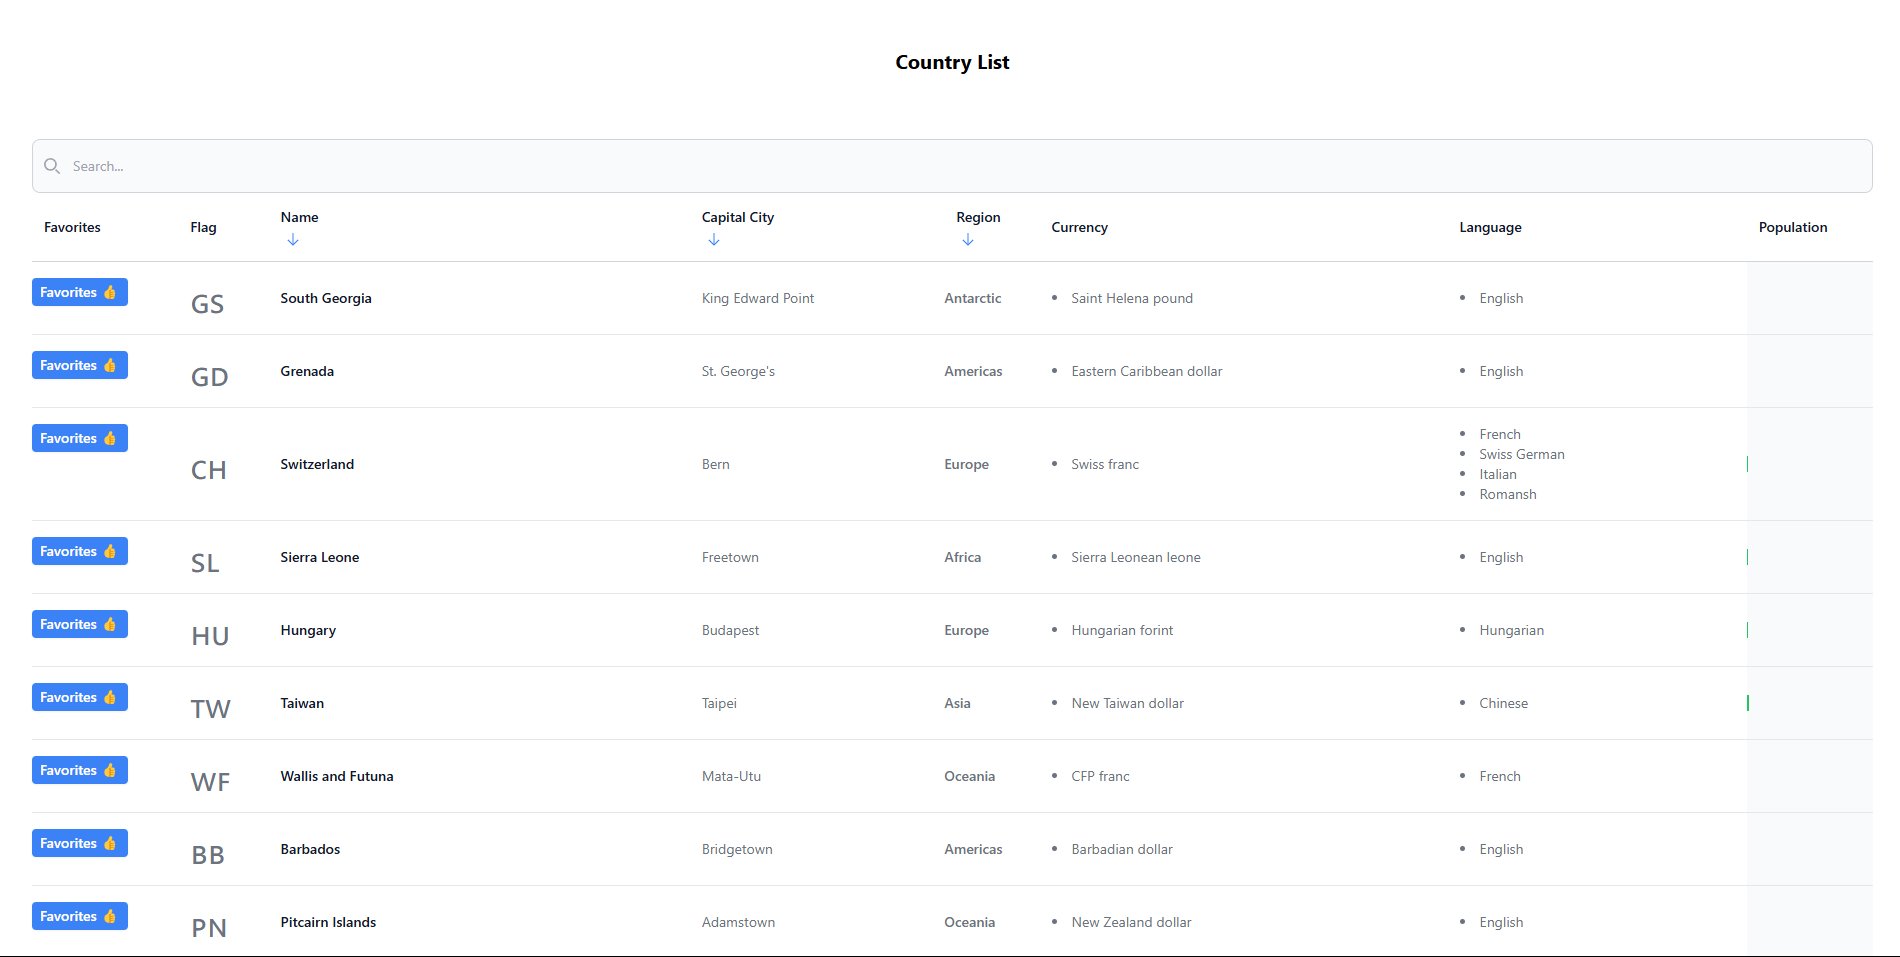 Country List
Search...
Favorites Flag Name Capital City Region Currency Language Population
Favorites 👍 GS South Georgia King Edward Point Antarctic • Saint Helena pound • English
Favorites 👍 GD Grenada St. George's Americas • Eastern Caribbean dollar • English
Favorites 👍 CH Switzerland Bern Europe • Swiss franc • French
• Swiss German
• Italian
• Romansh
Favorites 👍 SL Sierra Leone Freetown Africa • Sierra Leonean leone • English
Favorites 👍 HU Hungary Budapest Europe • Hungarian forint • Hungarian
Favorites 👍 TW Taiwan Taipei Asia • New Taiwan dollar • Chinese
Favorites 👍 WF Wallis and Futuna Mata-Utu Oceania • CFP franc • French
Favorites 👍 BB Barbados Bridgetown Americas • Barbadian dollar • English
Favorites 👍 PN Pitcairn Islands Adamstown Oceania • New Zealand dollar • English